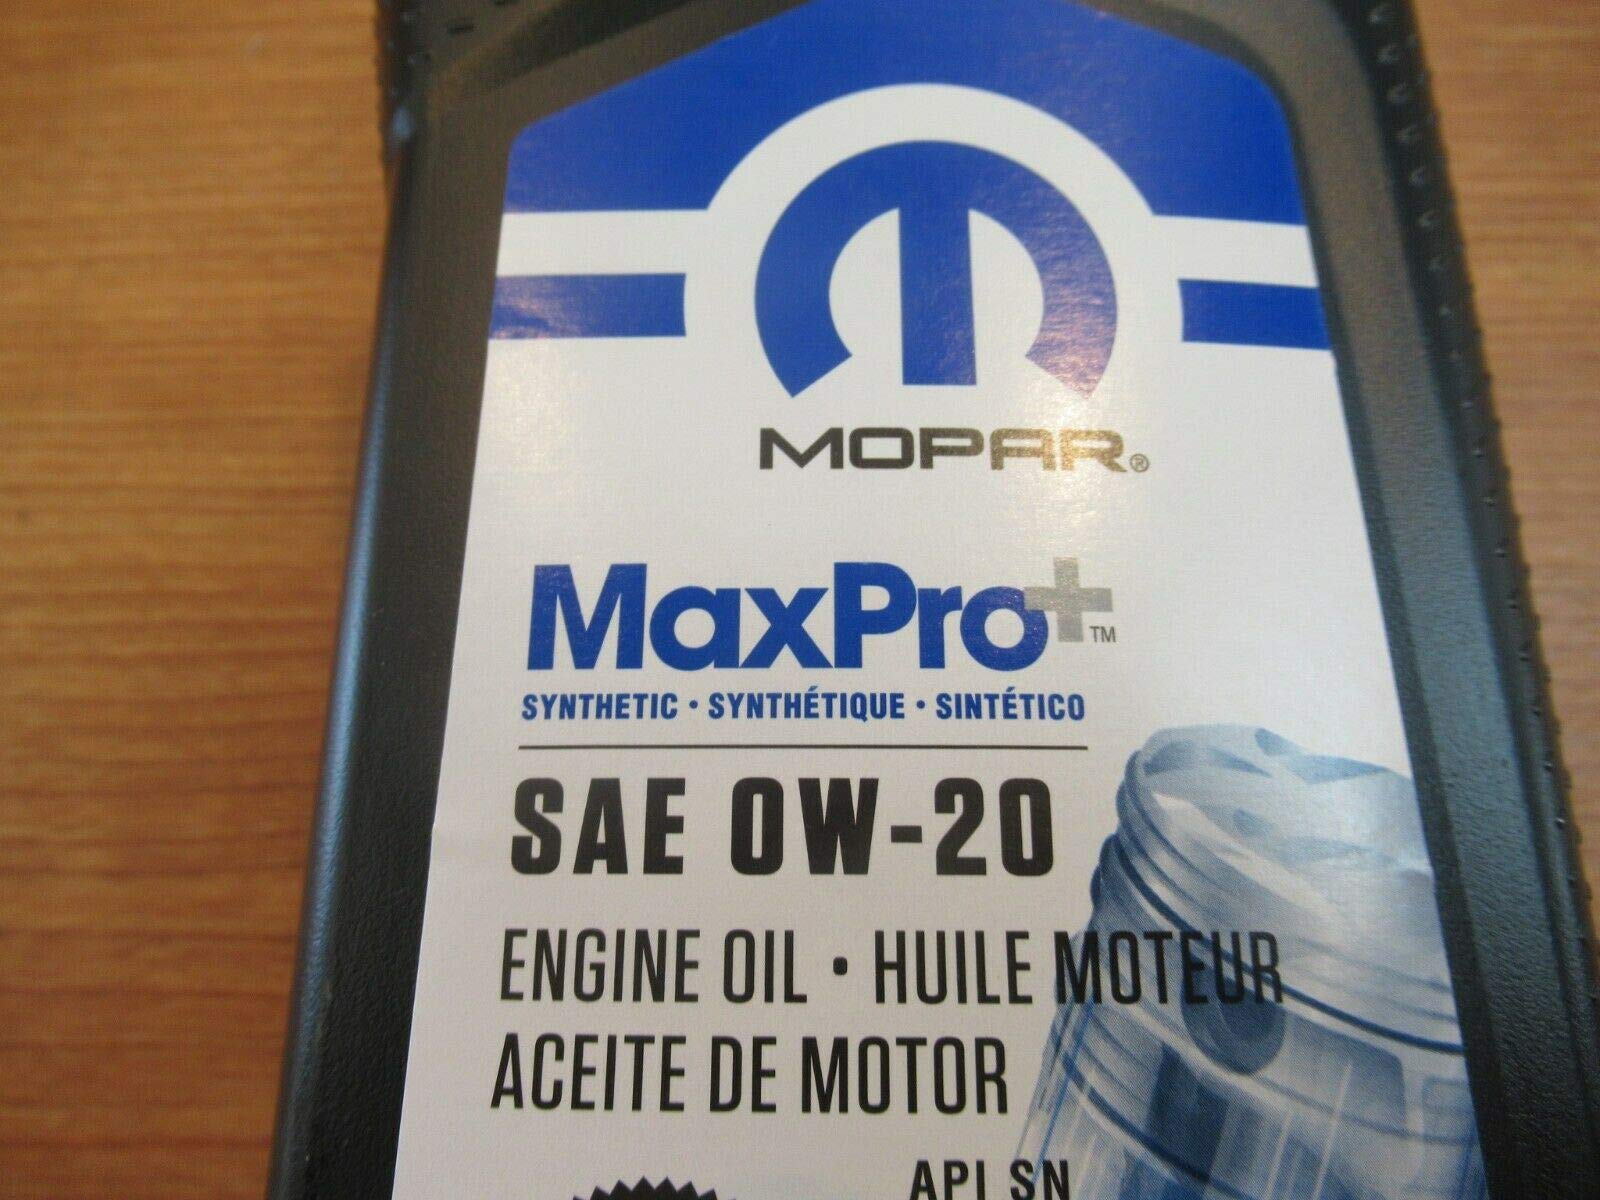 MOPAR®
MaxPro+™
SYNTHETIC • SYNTHÉTIQUE • SINTÉTICO
SAE 0W-20
ENGINE OIL • HUILE MOTEUR
ACEITE DE MOTOR
API SN